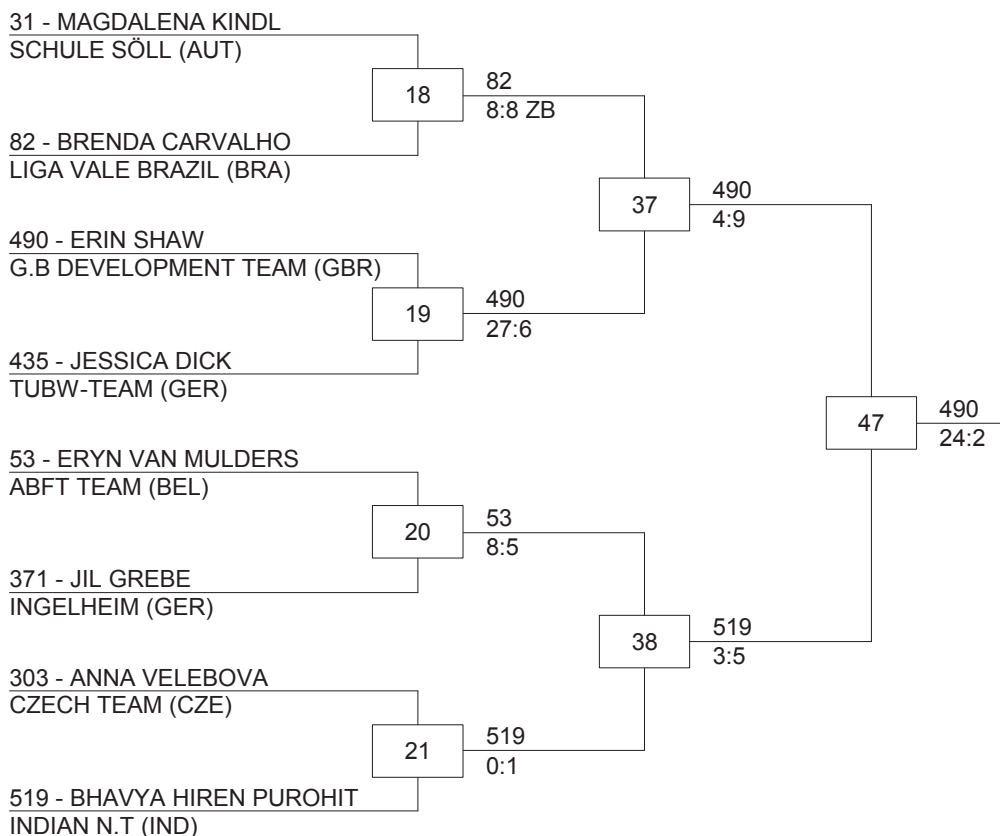 31 - MAGDALENA KINDL
SCHULE SÖLL (AUT)
18
82
8:8 ZB
82 - BRENDA CARVALHO
LIGA VALE BRAZIL (BRA)
37
490
4:9
490 - ERIN SHAW
G.B DEVELOPMENT TEAM (GBR)
19
490
27:6
435 - JESSICA DICK
TUBW-TEAM (GER)
47
490
24:2
53 - ERYN VAN MULDERS
ABFT TEAM (BEL)
20
53
8:5
371 - JIL GREBE
INGELHEIM (GER)
38
519
3:5
303 - ANNA VELEBOVA
CZECH TEAM (CZE)
21
519
0:1
519 - BHAVYA HIREN PUROHIT
INDIAN N.T (IND)